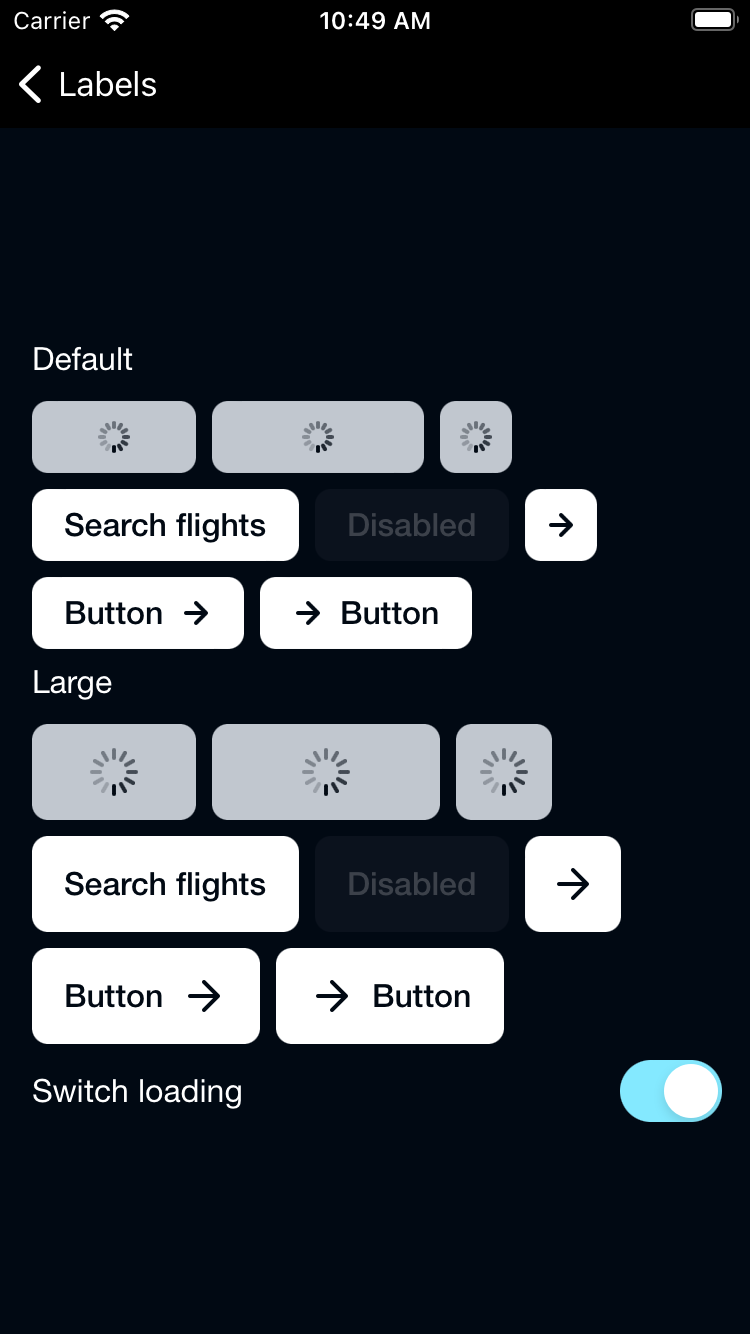 Carrier 10:49 AM
Labels
Default
Search flights Disabled
Button Button
Large
Search flights Disabled
Button Button
Switch loading